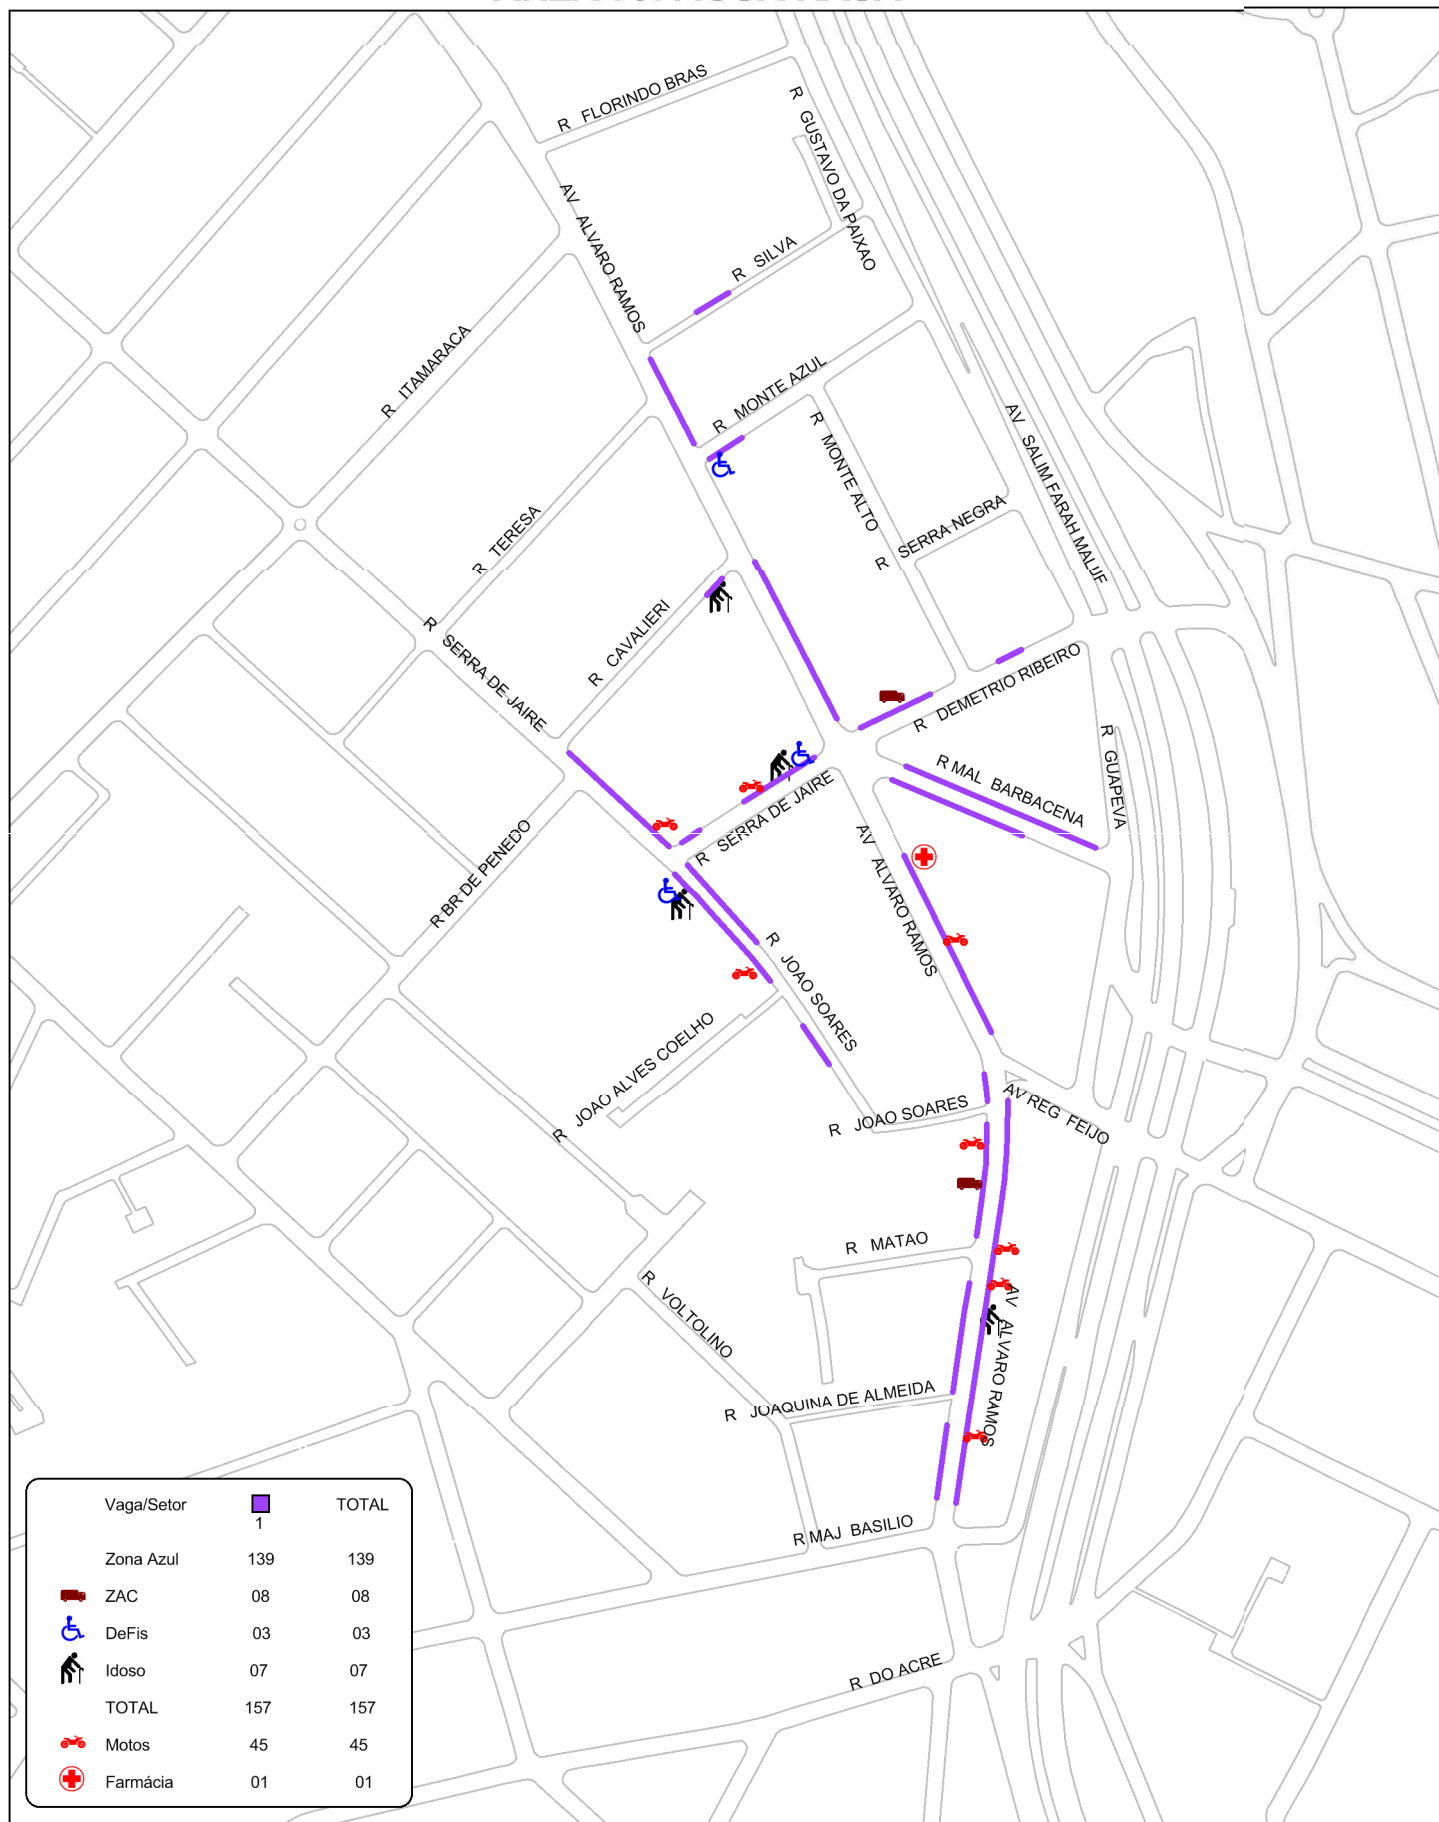 R FLORINDO BRAS
R GUSTAVO DA PAIXAO
AV ALVARO RAMOS
R SILVA
R ITAMARACA
R MONTE AZUL
R MONTE ALTO
AV SALIM FARAH MALUF
R TERESA
R SERRA NEGRA
R CAVALIERI
R SERRA DE JAIRE
R DEMETRIO RIBEIRO
R MAL BARBACENA
R GUAPEVA
R SERRA DE JAIRE
R BR DE PENEDO
AV ALVARO RAMOS
R JOAO SOARES
R JOAO ALVES COELHO
R JOAO SOARES
AV REG FEIJO
R MATAO
R VOLTOLINO
AV ALVARO RAMOS
R JOAQUINA DE ALMEIDA
R MAJ BASILIO
R DO ACRE
Vaga/Setor TOTAL
1
Zona Azul 139 139
ZAC 08 08
DeFis 03 03
Idoso 07 07
TOTAL 157 157
Motos 45 45
Farmácia 01 01